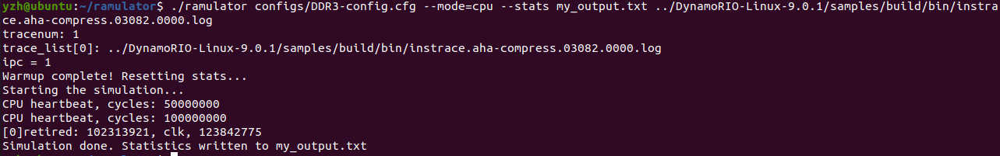 yzh@ubuntu:~/ramulator$ ./ramulator configs/DDR3-config.cfg --mode=cpu --stats my_output.txt ../DynamoRIO-Linux-9.0.1/samples/build/bin/instra
ce.aha-compress.03082.0000.log
tracenum: 1
trace_list[0]: ../DynamoRIO-Linux-9.0.1/samples/build/bin/instrace.aha-compress.03082.0000.log
ipc = 1
Warmup complete! Resetting stats...
Starting the simulation...
CPU heartbeat, cycles: 50000000
CPU heartbeat, cycles: 100000000
[0]retired: 102313921, clk, 123842775
Simulation done. Statistics written to my_output.txt